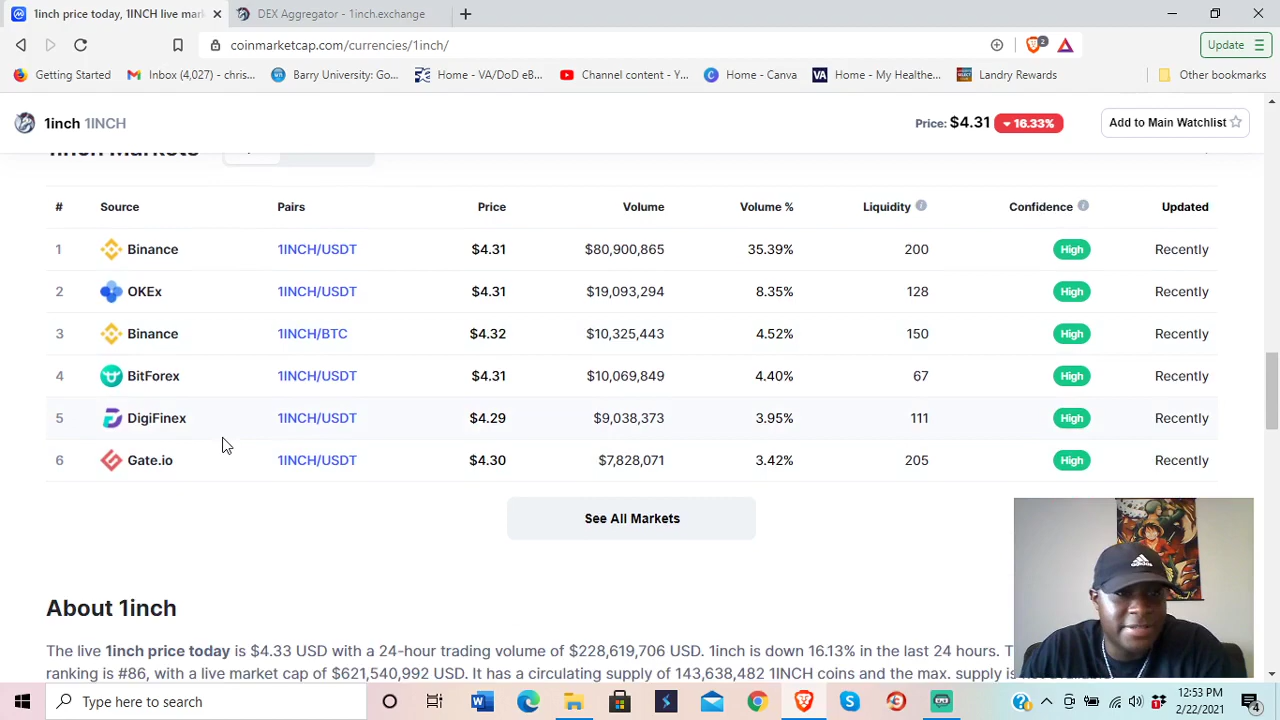 1inch price today, 1INCH live mar
DEX Aggregator - 1inch.exchange
coinmarketcap.com/currencies/1inch/
2
Update
Getting Started
Inbox (4,027) - chris...
Barry University: Go...
Home - VA/DoD eB...
Channel content - Y...
Home - Canva
Home - My Healthe...
Landry Rewards
Other bookmarks
1inch 1INCH
Price: $4.31 16.33%
Add to Main Watchlist
1inch Markets
# Source Pairs Price Volume Volume % Liquidity Confidence Updated
1 Binance 1INCH/USDT $4.31 $80,900,865 35.39% 200 High Recently
2 OKEx 1INCH/USDT $4.31 $19,093,294 8.35% 128 High Recently
3 Binance 1INCH/BTC $4.32 $10,325,443 4.52% 150 High Recently
4 BitForex 1INCH/USDT $4.31 $10,069,849 4.40% 67 High Recently
5 DigiFinex 1INCH/USDT $4.29 $9,038,373 3.95% 111 High Recently
6 Gate.io 1INCH/USDT $4.30 $7,828,071 3.42% 205 High Recently
See All Markets
About 1inch
The live 1inch price today is $4.33 USD with a 24-hour trading volume of $228,619,706 USD. 1inch is down 16.13% in the last 24 hours. T
ranking is #86, with a live market cap of $621,540,992 USD. It has a circulating supply of 143,638,482 1INCH coins and the max. supply is
adidas
Type here to search
12:53 PM
2/22/2021
1
4